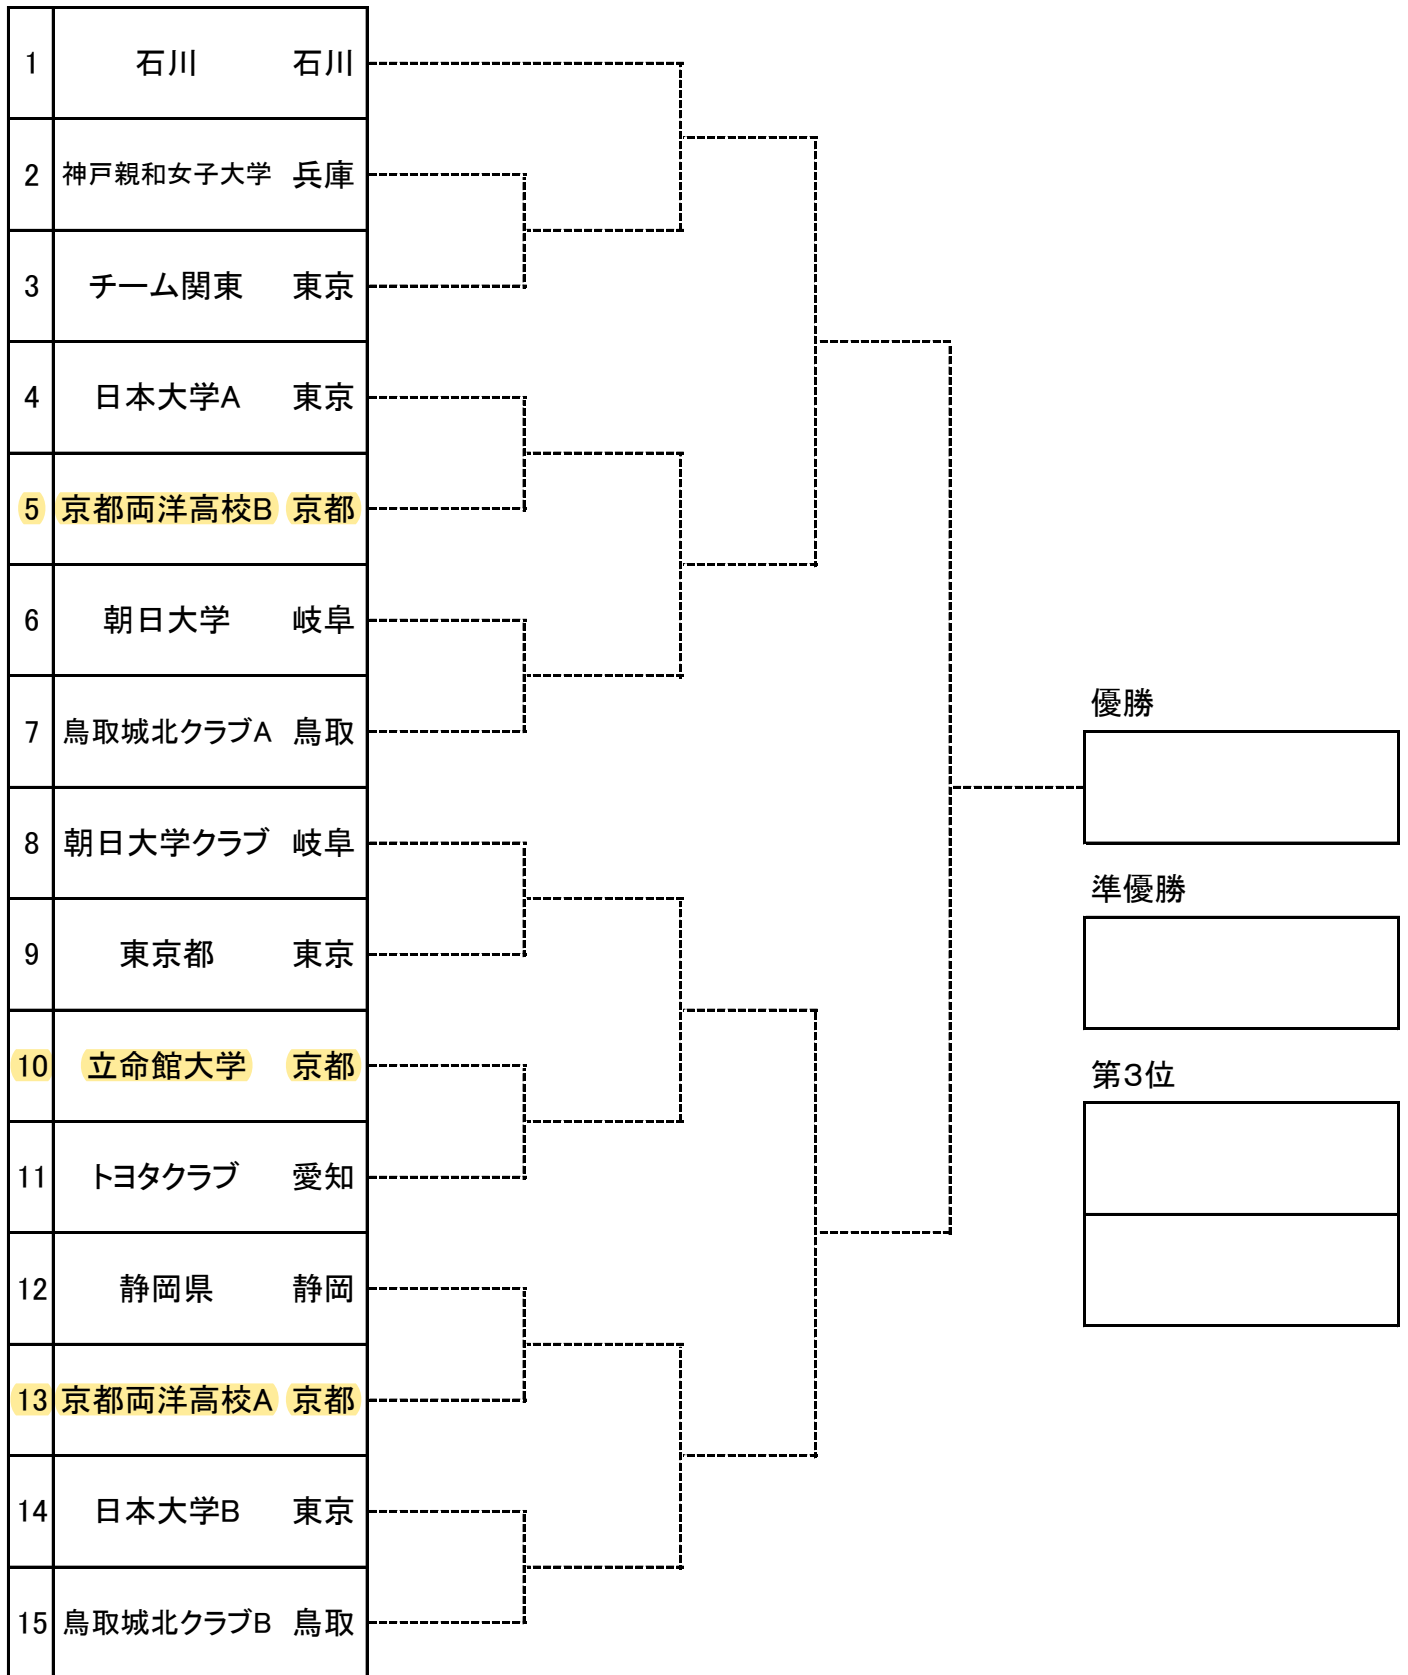 1 石川 石川
2 神戸親和女子大学 兵庫
3 チーム関東 東京
4 日本大学A 東京
5 京都両洋高校B 京都
6 朝日大学 岐阜
7 鳥取城北クラブA 鳥取
8 朝日大学クラブ 岐阜
9 東京都 東京
10 立命館大学 京都
11 トヨタクラブ 愛知
12 静岡県 静岡
13 京都両洋高校A 京都
14 日本大学B 東京
15 鳥取城北クラブB 鳥取
優勝
準優勝
第3位